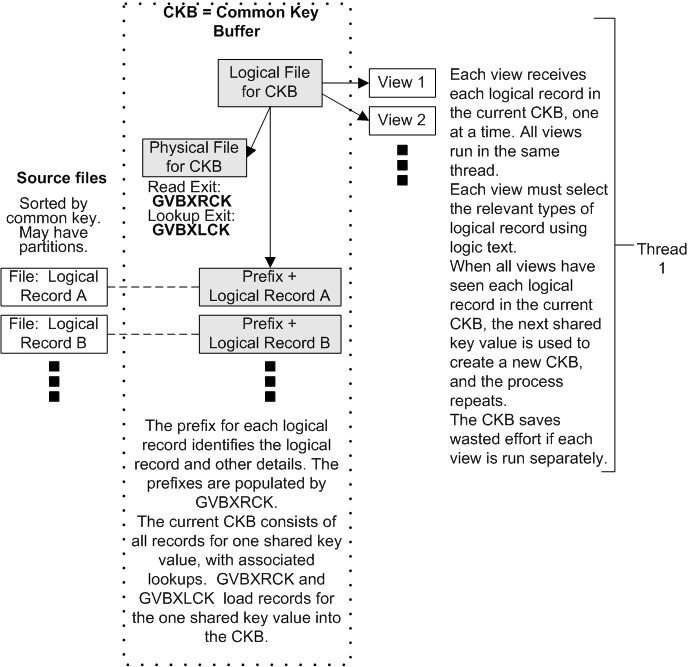 CKB = Common Key
Buffer
Logical File
for CKB
View 1
View 2
Physical File
for CKB
Read Exit:
GVBXRCK
Lookup Exit:
GVBXLCK
Source files
Sorted by
common key.
May have
partitions.
File:  Logical
Record A
Prefix +
Logical Record A
File:  Logical
Record B
Prefix +
Logical Record B
The prefix for each logical
record identifies the logical
record and other details. The
prefixes are populated by
GVBXRCK.
The current CKB consists of
all records for one shared key
value, with associated
lookups.  GVBXRCK and
GVBXLCK  load records for
the one shared key value into
the CKB.
Each view receives
each logical record in
the current CKB, one
at a time. All views
run in the same
thread.
Each view must select
the relevant types of
logical record using
logic text.
When all views have
seen each logical
record in the current
CKB, the next shared
key value is used to
create a new CKB,
and the process
repeats.
The CKB saves
wasted effort if each
view is run separately.
Thread
1